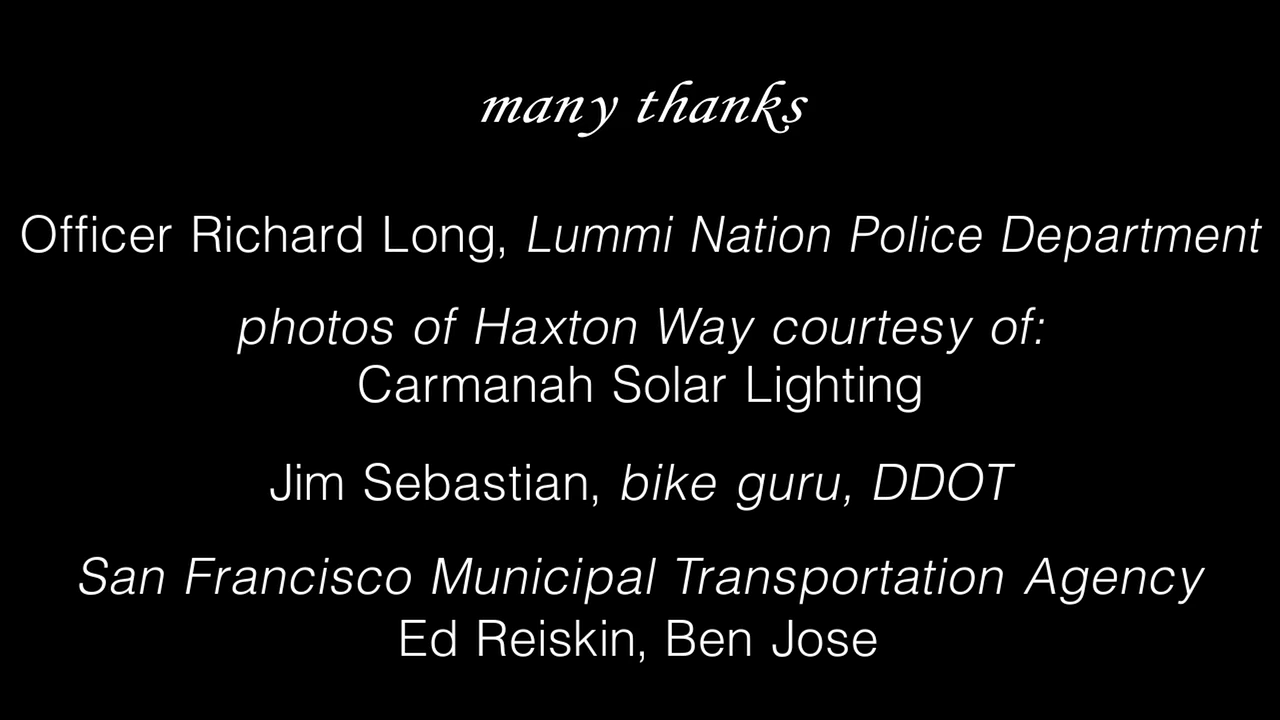 many thanks
Officer Richard Long, Lummi Nation Police Department
photos of Haxton Way courtesy of:
Carmanah Solar Lighting
Jim Sebastian, bike guru, DDOT
San Francisco Municipal Transportation Agency
Ed Reiskin, Ben Jose